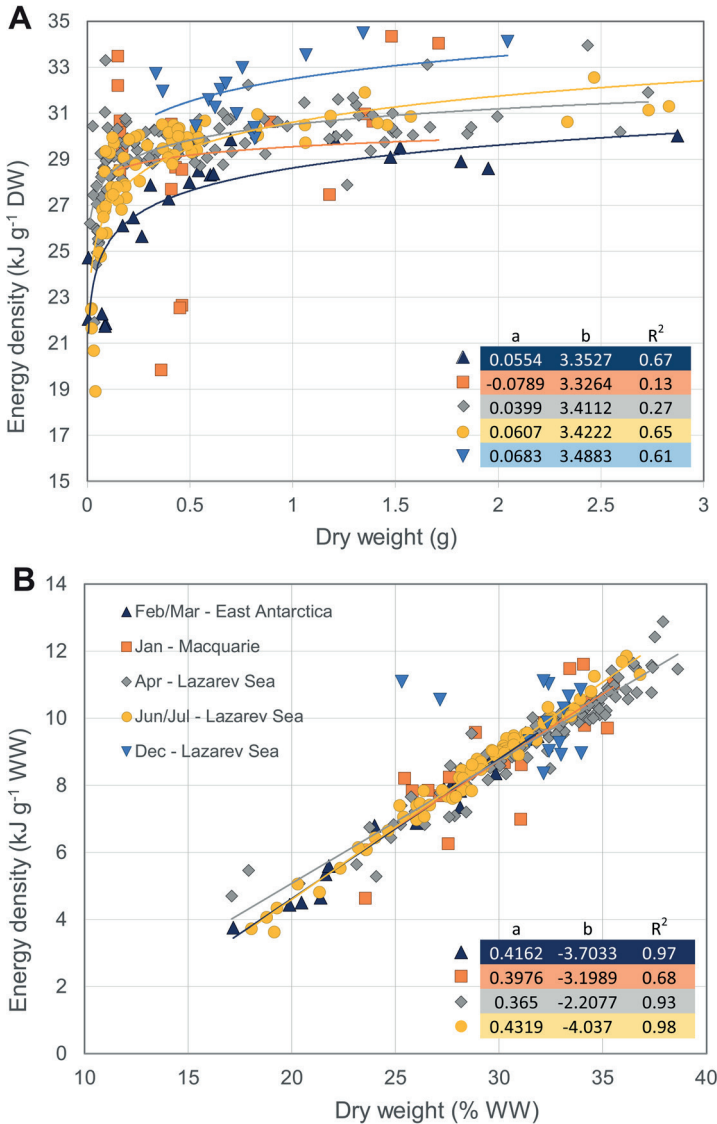 A
35
33
31
29
27
25
23
21
19
17
15
Energy density (kJ g-1 DW)
a b R2
0.0554 3.3527 0.67
-0.0789 3.3264 0.13
0.0399 3.4112 0.27
0.0607 3.4222 0.65
0.0683 3.4883 0.61
0 0.5 1 1.5 2 2.5 3
Dry weight (g)
B
14
12
10
8
6
4
2
0
Energy density (kJ g-1 WW)
Feb/Mar - East Antarctica
Jan - Macquarie
Apr - Lazarev Sea
Jun/Jul - Lazarev Sea
Dec - Lazarev Sea
a b R2
0.4162 -3.7033 0.97
0.3976 -3.1989 0.68
0.365 -2.2077 0.93
0.4319 -4.037 0.98
10 15 20 25 30 35 40
Dry weight (% WW)